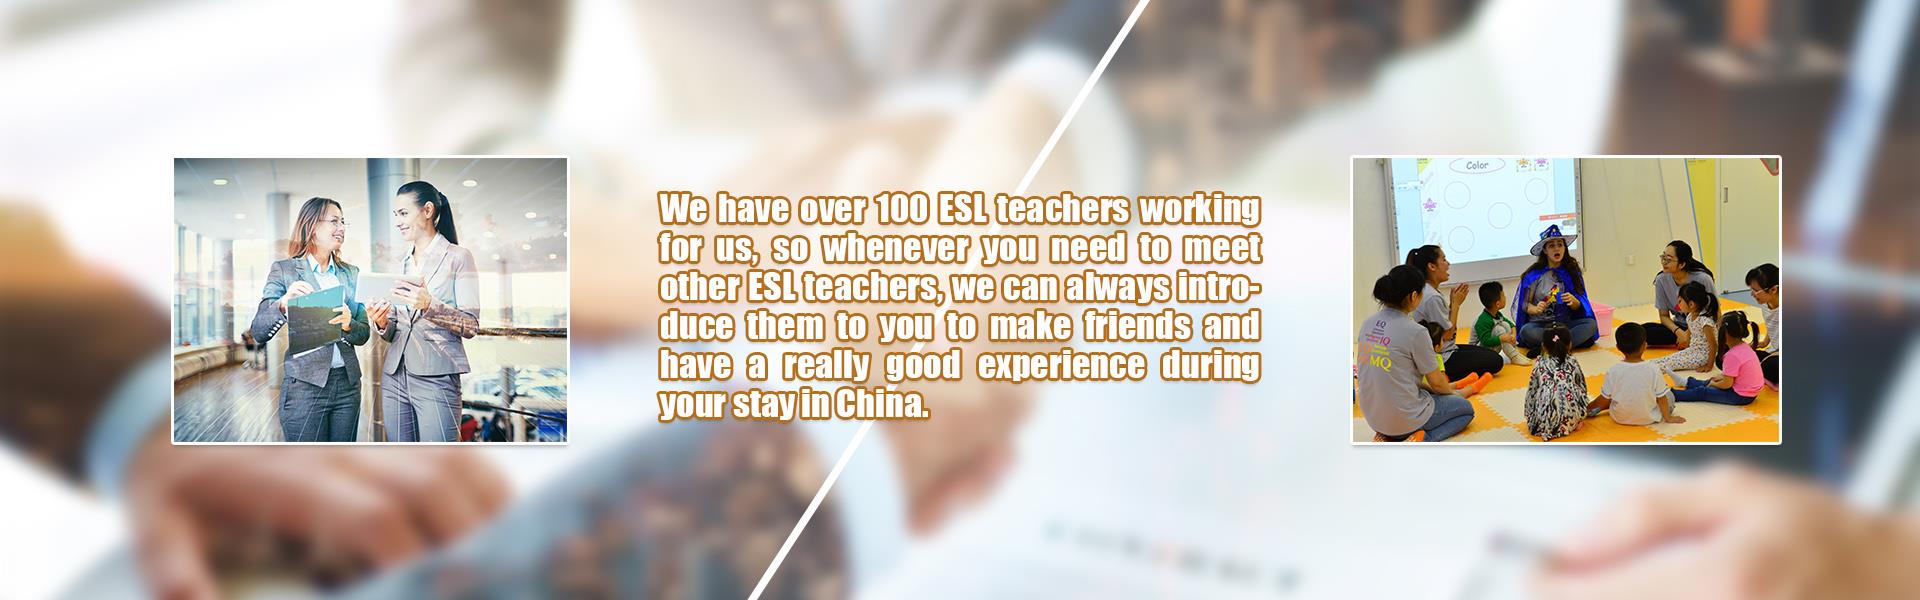 We have over 100 ESL teachers working
for us, so whenever you need to meet
other ESL teachers, we can always intro-
duce them to you to make friends and
have a really good experience during
your stay in China.
Color
EQ
IQ
MQ